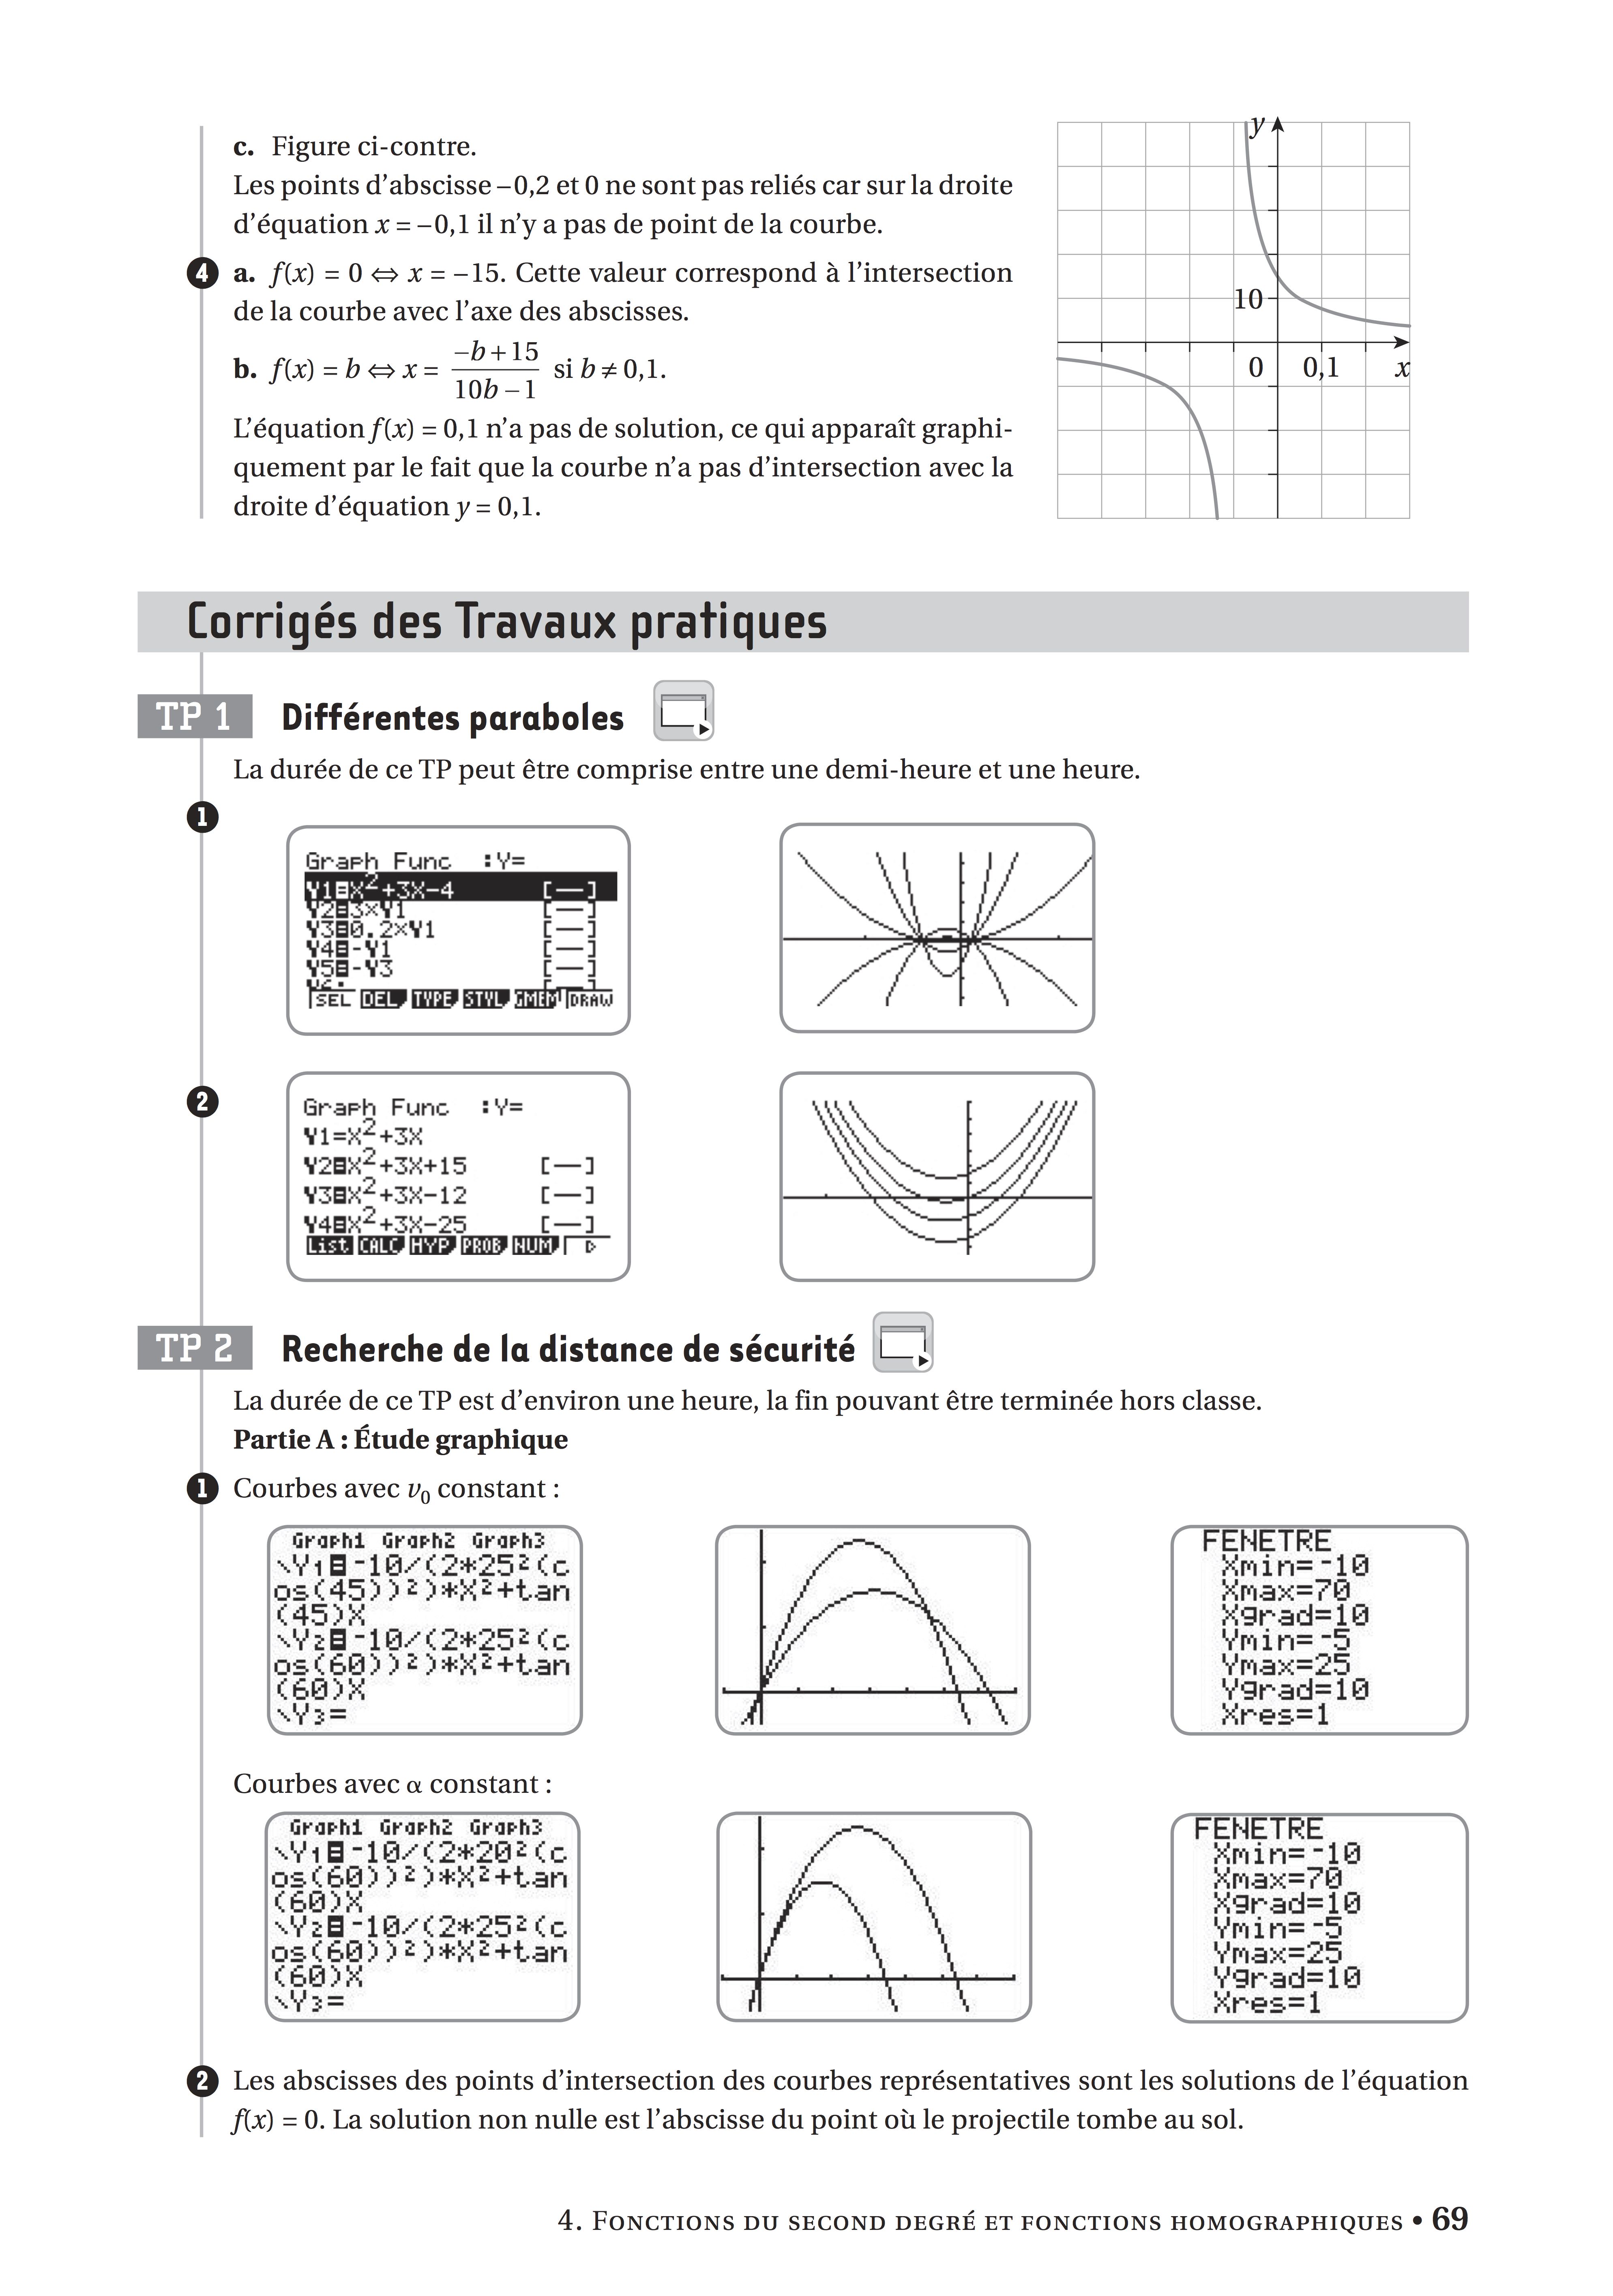 c. Figure ci-contre.
Les points d’abscisse –0,2 et 0 ne sont pas reliés car sur la droite
d’équation x = –0,1 il n’y a pas de point de la courbe.
4 a. f(x) = 0 ⇔ x = –15. Cette valeur correspond à l’intersection
de la courbe avec l’axe des abscisses.
b. f(x) = b ⇔ x = (–b + 15)/(10b – 1) si b ≠ 0,1.
L’équation f(x) = 0,1 n’a pas de solution, ce qui apparaît graphi-
quement par le fait que la courbe n’a pas d’intersection avec la
droite d’équation y = 0,1.
y
10
0 0,1 x
Corrigés des Travaux pratiques
TP 1 Différentes paraboles
La durée de ce TP peut être comprise entre une demi-heure et une heure.
1
Graph Func :Y=
Y1=X²+3X-4 [—]
Y2=3×Y1 [—]
Y3=0.2×Y1 [—]
Y4=-Y1 [—]
Y5=-Y3 [—]
SEL DEL TYPE STYL GMEM DRAW
2
Graph Func :Y=
Y1=X²+3X
Y2=X²+3X+15 [—]
Y3=X²+3X-12 [—]
Y4=X²+3X-25 [—]
List CALC HYP PROB NUM ▷
TP 2 Recherche de la distance de sécurité
La durée de ce TP est d’environ une heure, la fin pouvant être terminée hors classe.
Partie A : Étude graphique
1 Courbes avec v₀ constant :
Graph1 Graph2 Graph3
\Y₁=-10/(2*25²(c
os(45))²)*X²+tan
(45)X
\Y₂=-10/(2*25²(c
os(60))²)*X²+tan
(60)X
\Y₃=
FENETRE
Xmin=-10
Xmax=70
Xgrad=10
Ymin=-5
Ymax=25
Ygrad=10
Xres=1
Courbes avec α constant :
Graph1 Graph2 Graph3
\Y₁=-10/(2*20²(c
os(60))²)*X²+tan
(60)X
\Y₂=-10/(2*25²(c
os(60))²)*X²+tan
(60)X
\Y₃=
FENETRE
Xmin=-10
Xmax=70
Xgrad=10
Ymin=-5
Ymax=25
Ygrad=10
Xres=1
2 Les abscisses des points d’intersection des courbes représentatives sont les solutions de l’équation
f(x) = 0. La solution non nulle est l’abscisse du point où le projectile tombe au sol.
4. Fonctions du second degré et fonctions homographiques • 69